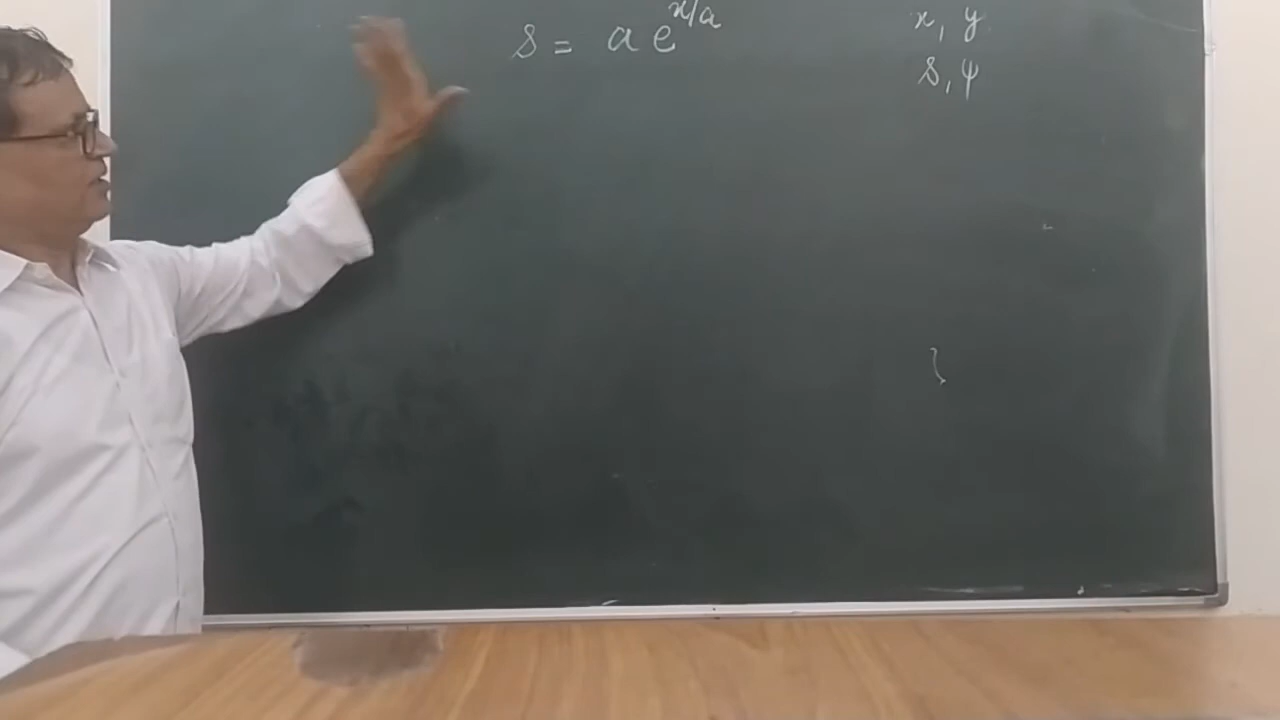 s = a e^{x/a}
x, y
s, ψ